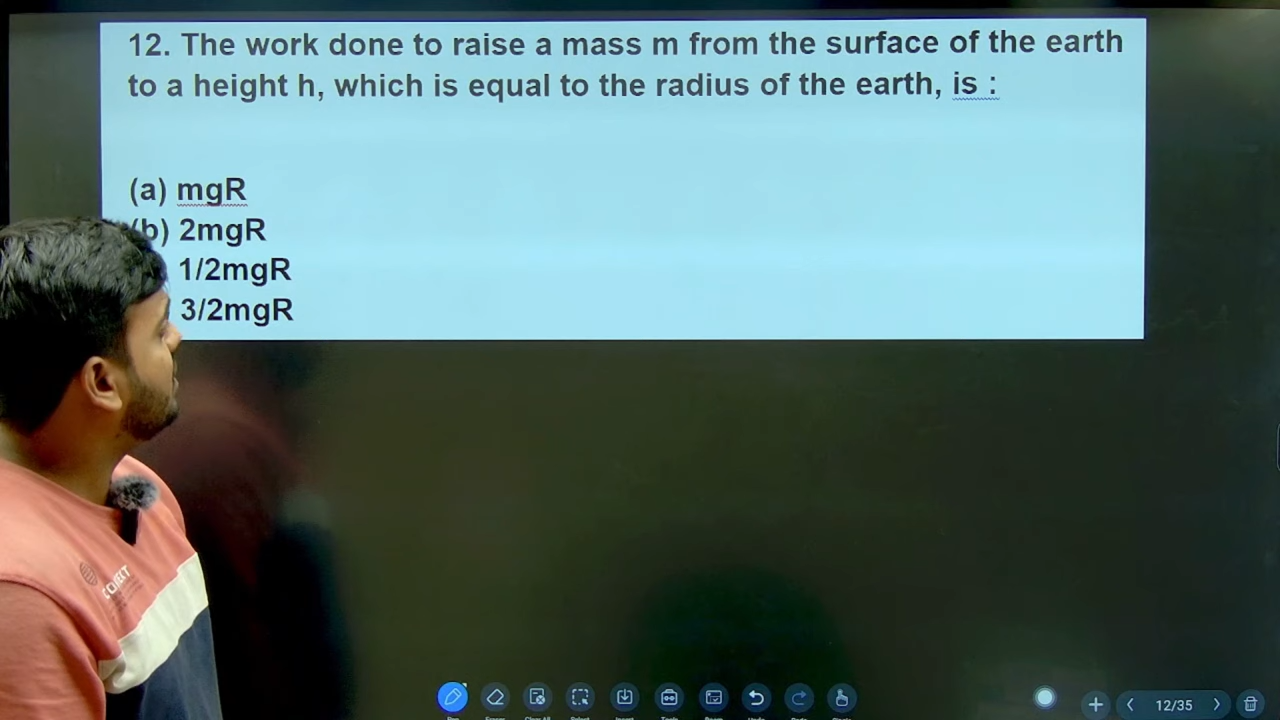 12. The work done to raise a mass m from the surface of the earth
to a height h, which is equal to the radius of the earth, is :
(a) mgR
(b) 2mgR
1/2mgR
3/2mgR
12/35